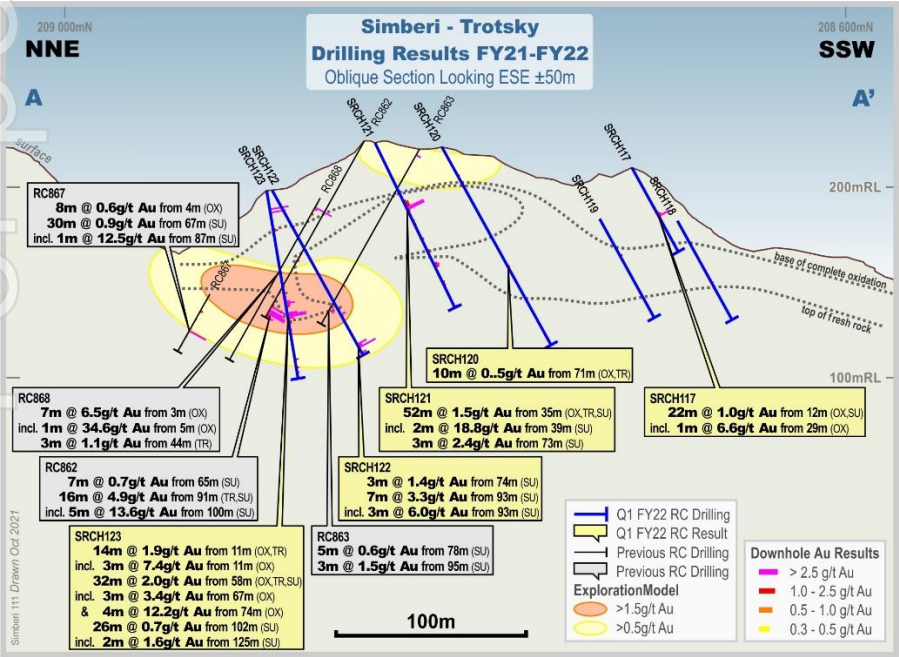 209 000mN
208 600mN
NNE
SSW
Simberi - Trotsky
Drilling Results FY21-FY22
Oblique Section Looking ESE ±50m
A
A'
surface
SRCH121
RC862
SRCH120
RC863
SRCH122
SRCH123
RC868
SRCH117
SRCH119
SRCH118
RC867
200mRL
100mRL
base of complete oxidation
top of fresh rock
RC867
8m @ 0.6g/t Au from 4m (OX)
30m @ 0.9g/t Au from 67m (SU)
incl. 1m @ 12.5g/t Au from 87m (SU)
RC868
7m @ 6.5g/t Au from 3m (OX)
incl. 1m @ 34.6g/t Au from 5m (OX)
3m @ 1.1g/t Au from 44m (TR)
RC862
7m @ 0.7g/t Au from 65m (SU)
16m @ 4.9g/t Au from 91m (TR,SU)
incl. 5m @ 13.6g/t Au from 100m (SU)
SRCH123
14m @ 1.9g/t Au from 11m (OX,TR)
incl. 3m @ 7.4g/t Au from 11m (OX)
32m @ 2.0g/t Au from 58m (OX,TR,SU)
incl. 3m @ 3.4g/t Au from 67m (OX)
& 4m @ 12.2g/t Au from 74m (OX)
26m @ 0.7g/t Au from 102m (SU)
incl. 2m @ 1.6g/t Au from 125m (SU)
RC863
5m @ 0.6g/t Au from 78m (SU)
3m @ 1.5g/t Au from 95m (SU)
SRCH122
3m @ 1.4g/t Au from 74m (SU)
7m @ 3.3g/t Au from 93m (SU)
incl. 3m @ 6.0g/t Au from 93m (SU)
SRCH121
52m @ 1.5g/t Au from 35m (OX,TR,SU)
incl. 2m @ 18.8g/t Au from 39m (SU)
3m @ 2.4g/t Au from 73m (SU)
SRCH120
10m @ 0..5g/t Au from 71m (OX,TR)
SRCH117
22m @ 1.0g/t Au from 12m (OX,SU)
incl. 1m @ 6.6g/t Au from 29m (OX)
Q1 FY22 RC Drilling
Q1 FY22 RC Result
Previous RC Drilling
Previous RC Drilling
ExplorationModel
>1.5g/t Au
>0.5g/t Au
Downhole Au Results
> 2.5 g/t Au
1.0 - 2.5 g/t Au
0.5 - 1.0 g/t Au
0.3 - 0.5 g/t Au
100m
Simberi 111 Drawn Oct 2021